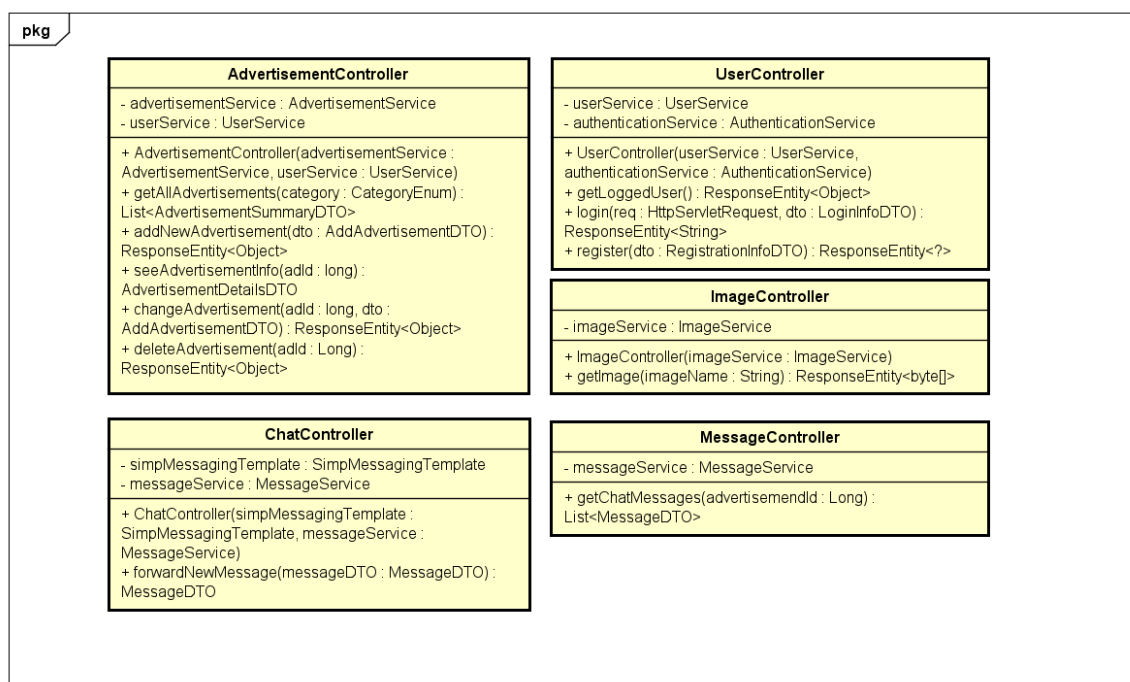 pkg
AdvertisementController
- advertisementService : AdvertisementService
- userService : UserService
+ AdvertisementController(advertisementService :
AdvertisementService, userService : UserService)
+ getAllAdvertisements(category : CategoryEnum) :
List<AdvertisementSummaryDTO>
+ addNewAdvertisement(dto : AddAdvertisementDTO) :
ResponseEntity<Object>
+ seeAdvertisementInfo(adId : long) :
AdvertisementDetailsDTO
+ changeAdvertisement(adId : long, dto :
AddAdvertisementDTO) : ResponseEntity<Object>
+ deleteAdvertisement(adId : Long) :
ResponseEntity<Object>
UserController
- userService : UserService
- authenticationService : AuthenticationService
+ UserController(userService : UserService,
authenticationService : AuthenticationService)
+ getLoggedUser() : ResponseEntity<Object>
+ login(req : HttpServletRequest, dto : LoginInfoDTO) :
ResponseEntity<String>
+ register(dto : RegistrationInfoDTO) : ResponseEntity<?>
ImageController
- imageService : ImageService
+ ImageController(imageService : ImageService)
+ getImage(imageName : String) : ResponseEntity<byte[]>
ChatController
- simpMessagingTemplate : SimpMessagingTemplate
- messageService : MessageService
+ ChatController(simpMessagingTemplate :
SimpMessagingTemplate, messageService :
MessageService)
+ forwardNewMessage(messageDTO : MessageDTO) :
MessageDTO
MessageController
- messageService : MessageService
+ getChatMessages(advertisemendId : Long) :
List<MessageDTO>